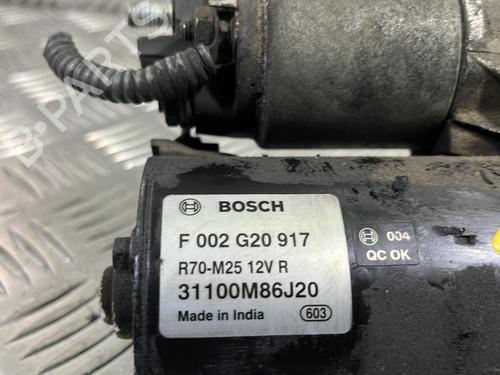 B-PARTS
BOSCH
F 002 G20 917
R70-M25 12V R
31100M86J20
Made in India
603
004
QC OK